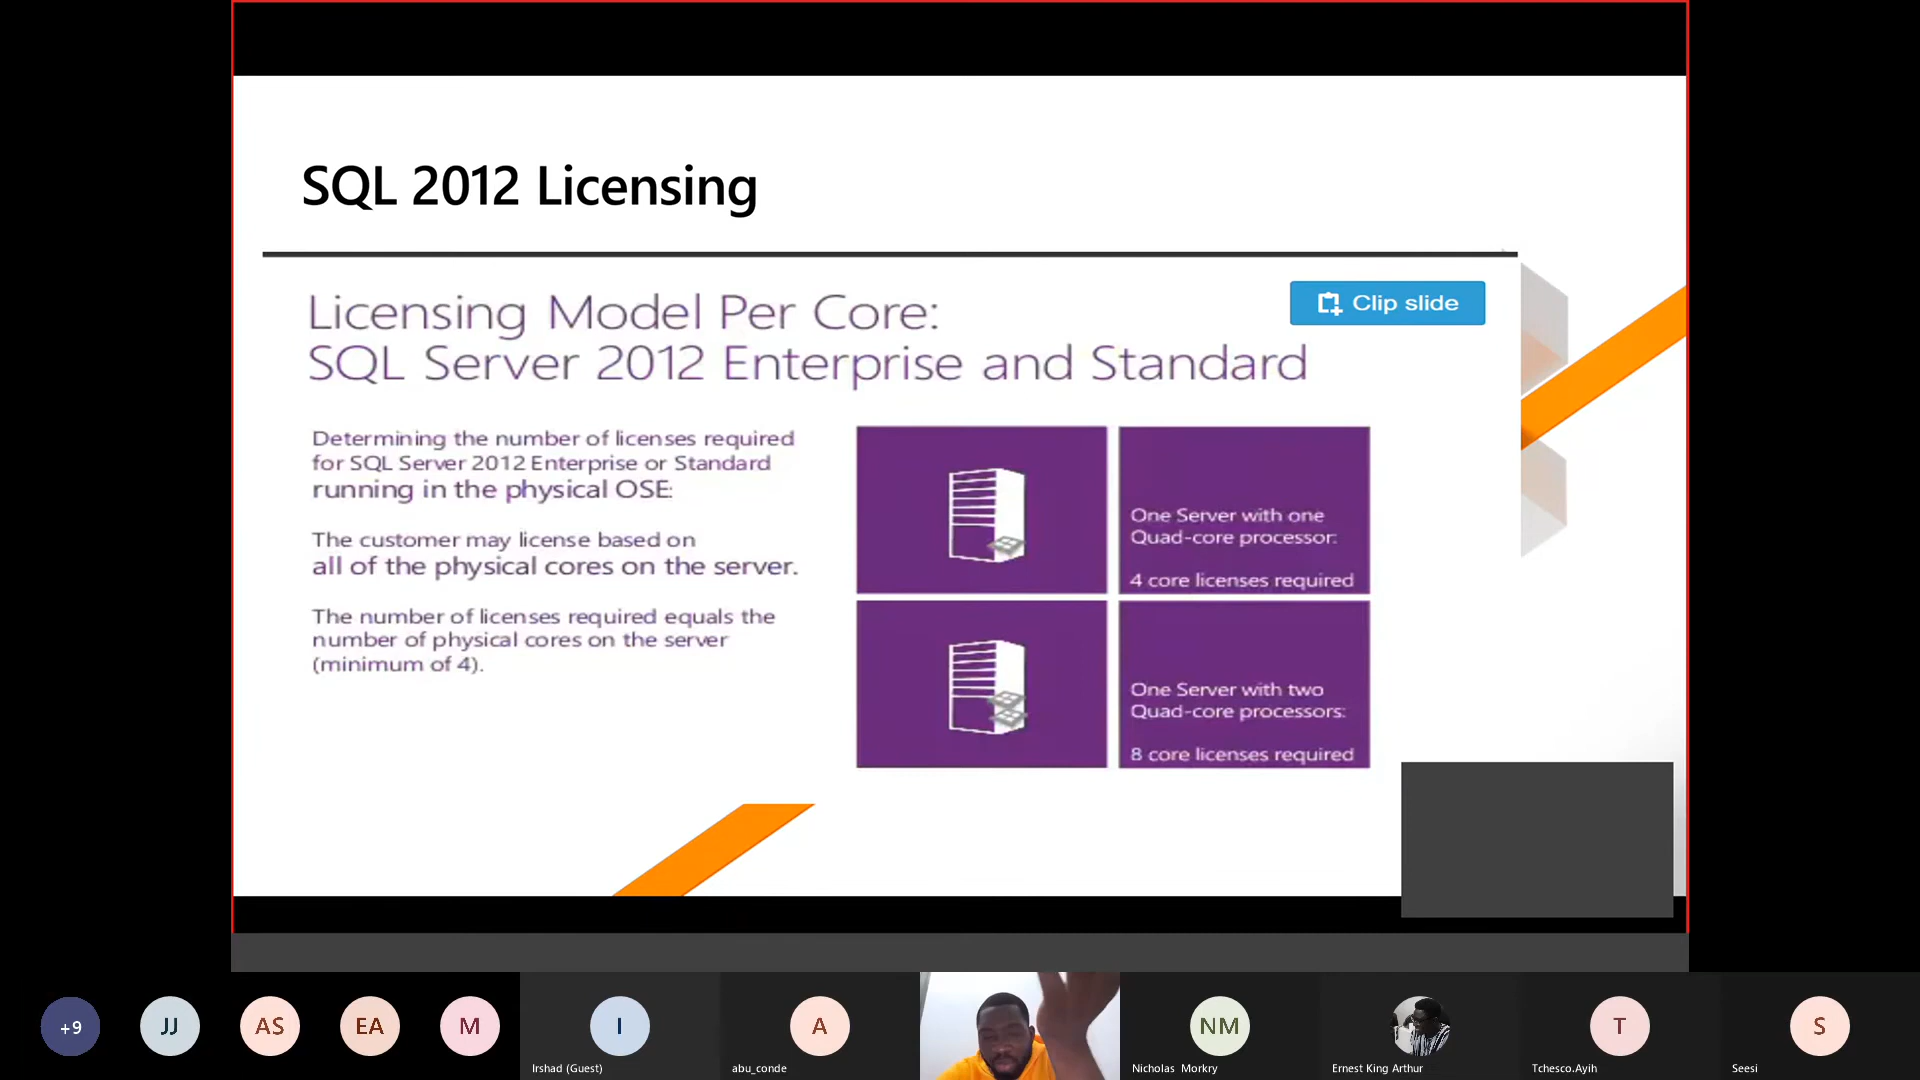 SQL 2012 Licensing
Clip slide
Licensing Model Per Core:
SQL Server 2012 Enterprise and Standard
Determining the number of licenses required
for SQL Server 2012 Enterprise or Standard
running in the physical OSE:
The customer may license based on
all of the physical cores on the server.
The number of licenses required equals the
number of physical cores on the server
(minimum of 4).
One Server with one
Quad-core processor:
4 core licenses required
One Server with two
Quad-core processors:
8 core licenses required
+9
JJ
AS
EA
M
I
Irshad (Guest)
A
abu_conde
NM
Nicholas Morkry
Ernest King Arthur
T
Tchesco.Ayih
S
Seesi